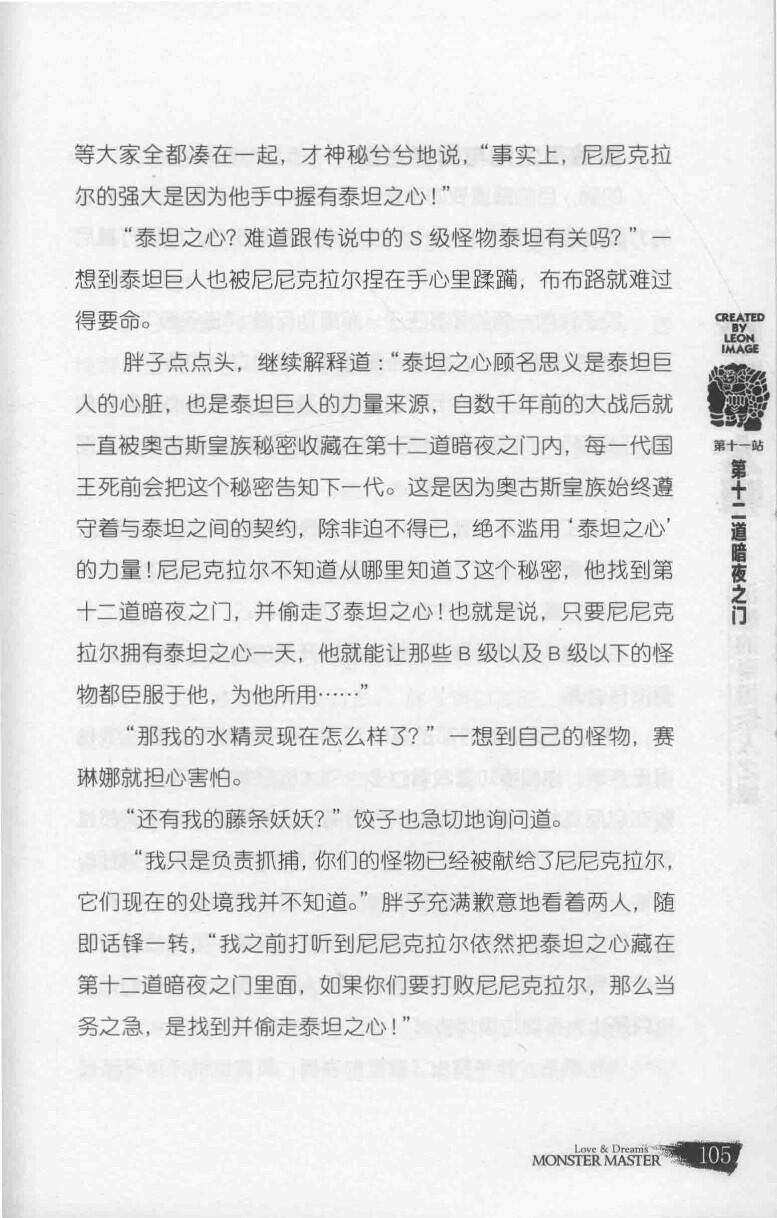 等大家全都凑在一起，才神秘兮兮地说，“事实上，尼尼克拉
尔的强大是因为他手中握有泰坦之心！”
“泰坦之心？难道跟传说中的 S 级怪物泰坦有关吗？”
想到泰坦巨人也被尼尼克拉尔捏在手心里蹂躏，布布路就难过
得要命。
胖子点点头，继续解释道：“泰坦之心顾名思义是泰坦巨
人的心脏，也是泰坦巨人的力量来源，自数千年前的大战后就
一直被奥古斯皇族秘密收藏在第十二道暗夜之门内，每一代国
王死前会把这个秘密告知下一代。这是因为奥古斯皇族始终遵
守着与泰坦之间的契约，除非迫不得已，绝不滥用‘泰坦之心’
的力量！尼尼克拉尔不知道从哪里知道了这个秘密，他找到第
十二道暗夜之门，并偷走了泰坦之心！也就是说，只要尼尼克
拉尔拥有泰坦之心一天，他就能让那些 B 级以及 B 级以下的怪
物都臣服于他，为他所用……”
“那我的水精灵现在怎么样了？”一想到自己的怪物，赛
琳娜就担心害怕。
“还有我的藤条妖妖？”饺子也急切地询问道。
“我只是负责抓捕，你们的怪物已经被献给了尼尼克拉尔，
它们现在的处境我并不知道。”胖子充满歉意地看着两人，随
即话锋一转，“我之前打听到尼尼克拉尔依然把泰坦之心藏在
第十二道暗夜之门里面，如果你们要打败尼尼克拉尔，那么当
务之急，是找到并偷走泰坦之心！”
CREATED
BY
LEON
IMAGE
第十一站
第十二道暗夜之门
Love & Dreams
MONSTER MASTER 105